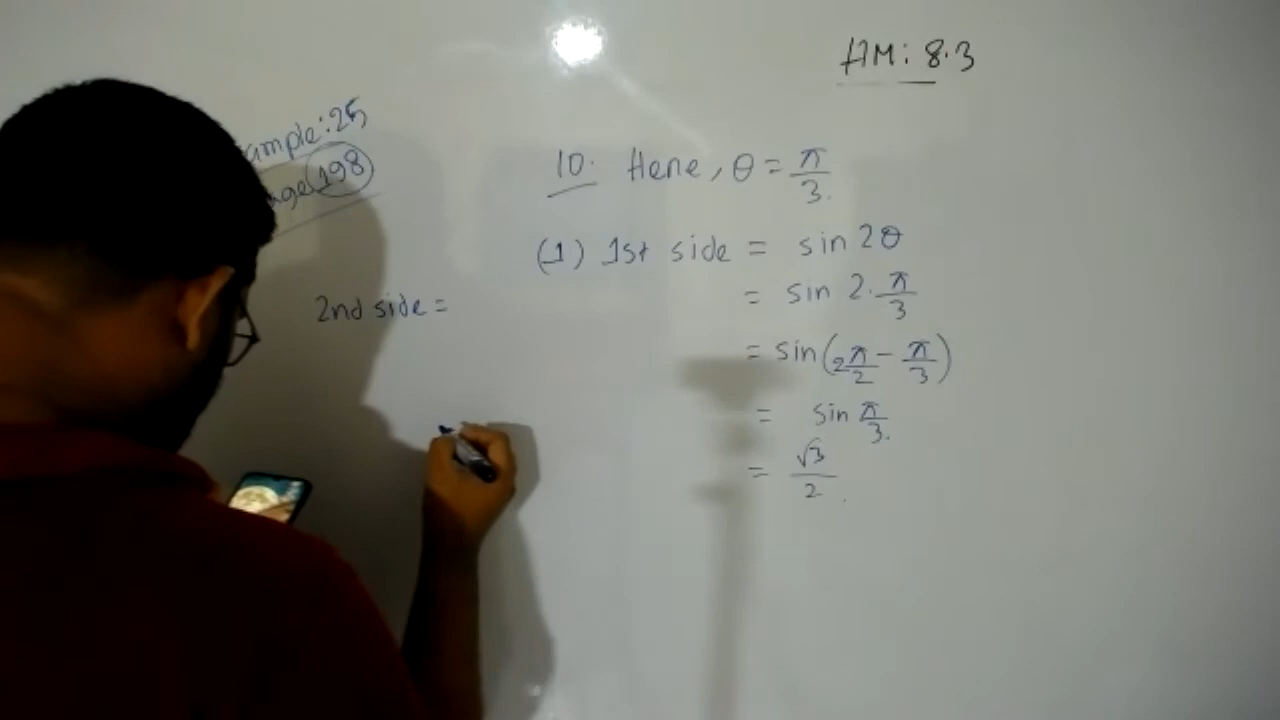 HM: 8.3
ample: 25
age 198
10. Here, θ = π/3
(1) 1st side = sin 2θ
= sin 2. π/3
= sin(2π/2 - π/3)
= sin π/3.
= √3/2.
2nd side =